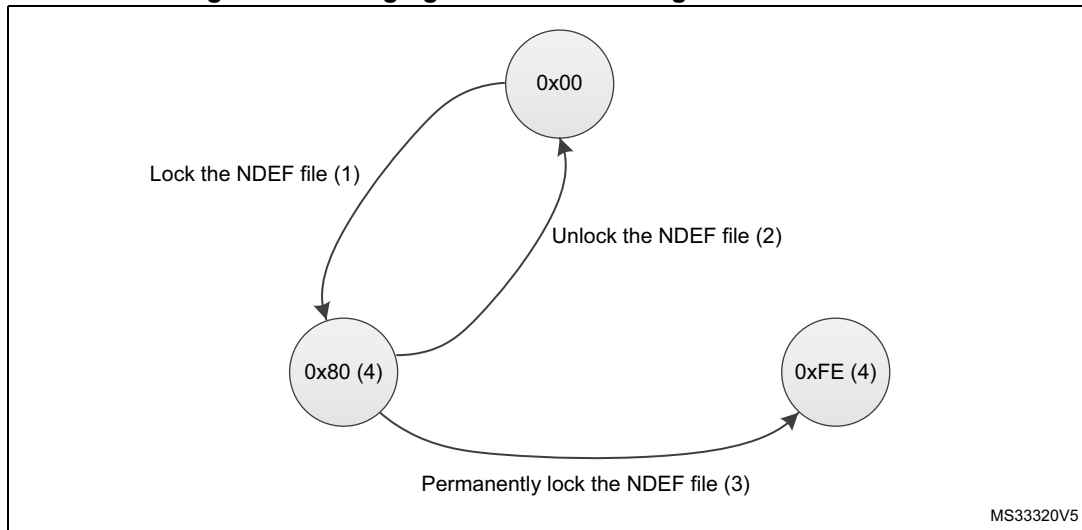 0x00
Lock the NDEF file (1)
Unlock the NDEF file (2)
0x80 (4)
0xFE (4)
Permanently lock the NDEF file (3)
MS33320V5